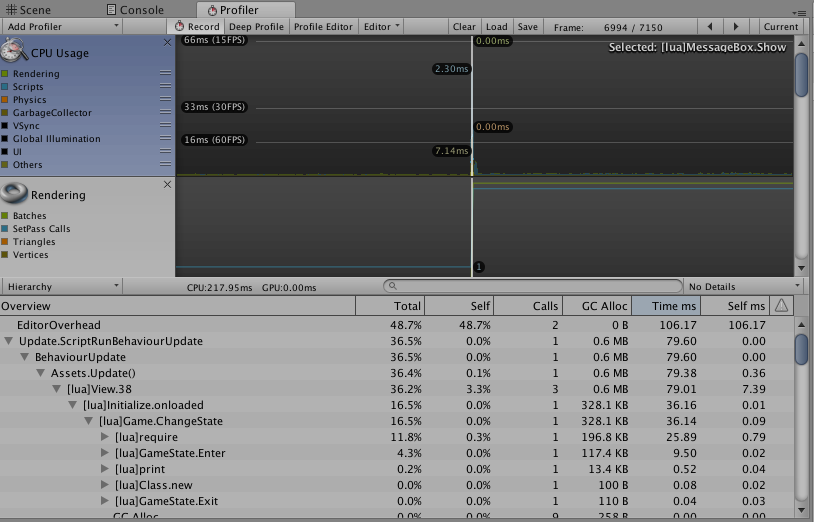 Scene Console Profiler
Add Profiler Record Deep Profile Profile Editor Editor Clear Load Save Frame: 6994 / 7150 Current
CPU Usage
Rendering
Scripts
Physics
GarbageCollector
VSync
Global Illumination
UI
Others
66ms (15FPS) 0.00ms Selected: [lua]MessageBox.Show
2.30ms
33ms (30FPS)
0.00ms
16ms (60FPS)
7.14ms
Rendering
Batches
SetPass Calls
Triangles
Vertices
1
Hierarchy CPU:217.95ms GPU:0.00ms No Details
Overview Total Self Calls GC Alloc Time ms Self ms
EditorOverhead 48.7% 48.7% 2 0 B 106.17 106.17
Update.ScriptRunBehaviourUpdate 36.5% 0.0% 1 0.6 MB 79.60 0.00
BehaviourUpdate 36.5% 0.0% 1 0.6 MB 79.60 0.00
Assets.Update() 36.4% 0.1% 1 0.6 MB 79.38 0.36
[lua]View.38 36.2% 3.3% 3 0.6 MB 79.01 7.39
[lua]Initialize.onloaded 16.5% 0.0% 1 328.1 KB 36.16 0.01
[lua]Game.ChangeState 16.5% 0.0% 1 328.1 KB 36.14 0.09
[lua]require 11.8% 0.3% 1 196.8 KB 25.89 0.79
[lua]GameState.Enter 4.3% 0.0% 1 117.4 KB 9.50 0.02
[lua]print 0.2% 0.0% 1 13.4 KB 0.52 0.04
[lua]Class.new 0.0% 0.0% 1 100 B 0.08 0.02
[lua]GameState.Exit 0.0% 0.0% 1 110 B 0.04 0.03
GC Alloc 0.0% 0.0% 9 258 B 0.00 0.00